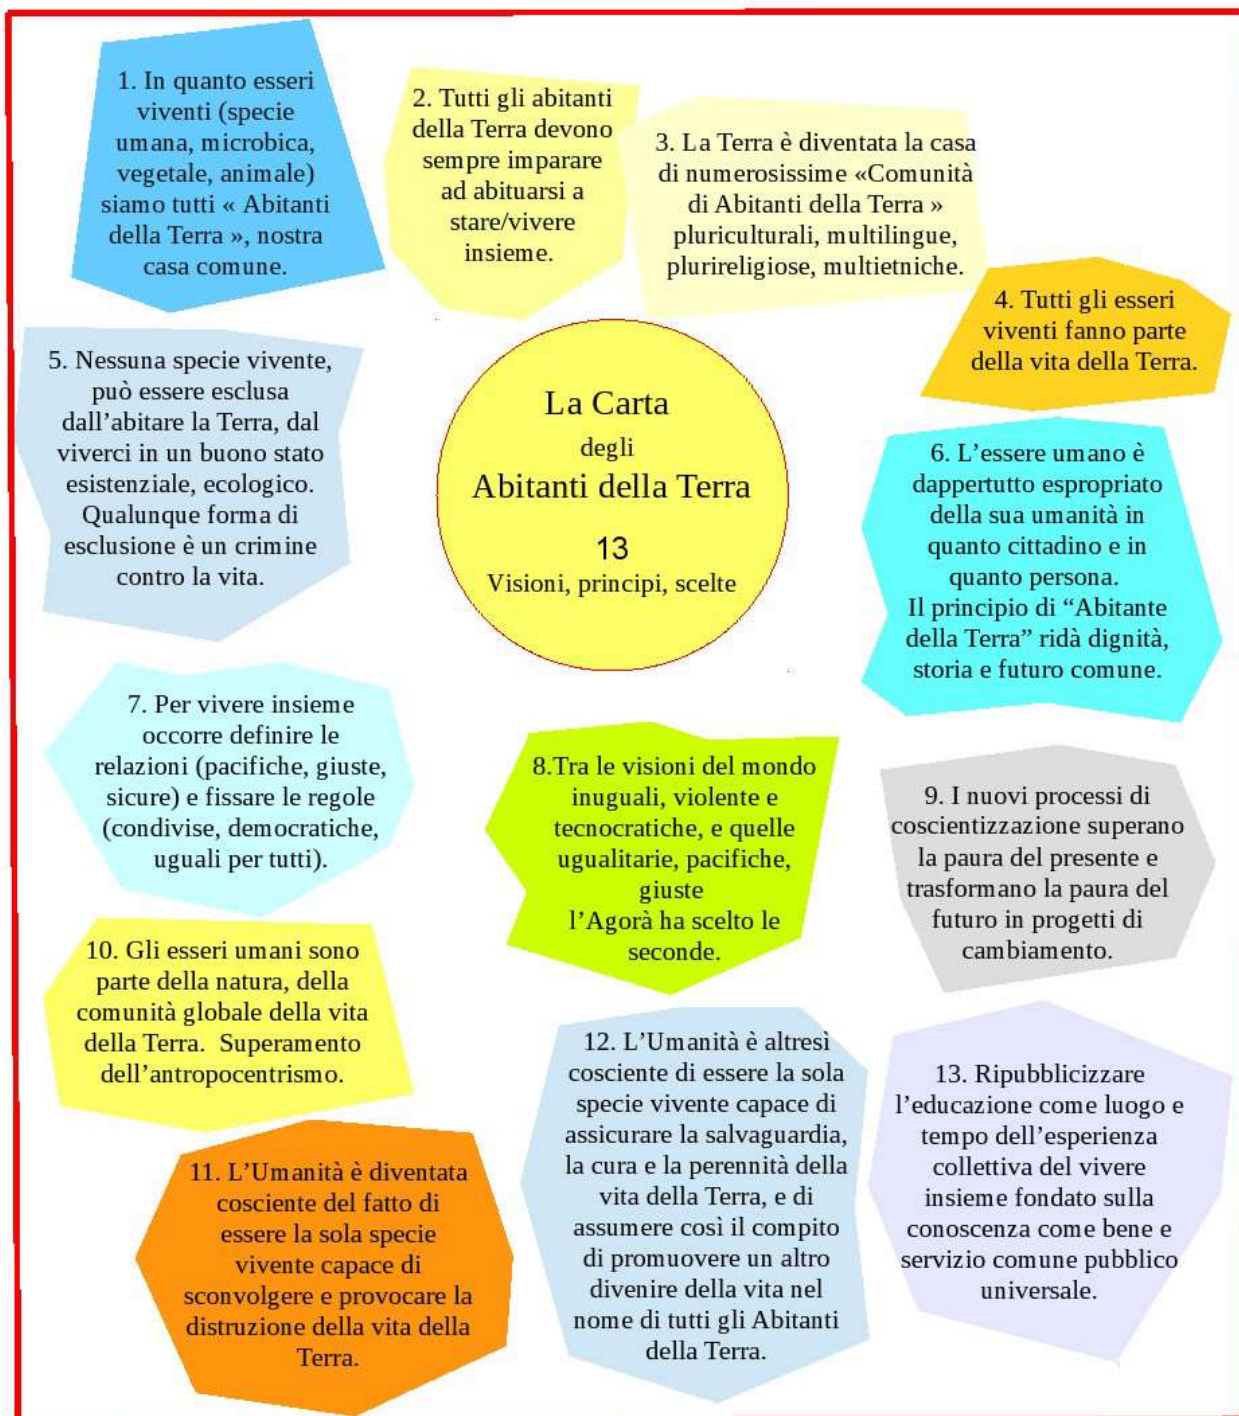 1. In quanto esseri
viventi (specie
umana, microbica,
vegetale, animale)
siamo tutti « Abitanti
della Terra », nostra
casa comune.
2. Tutti gli abitanti
della Terra devono
sempre imparare
ad abituarsi a
stare/vivere
insieme.
3. La Terra è diventata la casa
di numerosissime «Comunità
di Abitanti della Terra »
pluriculturali, multilingue,
plurireligiose, multietniche.
4. Tutti gli esseri
viventi fanno parte
della vita della Terra.
La Carta
degli
Abitanti della Terra
13
Visioni, principi, scelte
5. Nessuna specie vivente,
può essere esclusa
dall’abitare la Terra, dal
viverci in un buono stato
esistenziale, ecologico.
Qualunque forma di
esclusione è un crimine
contro la vita.
6. L’essere umano è
dappertutto espropriato
della sua umanità in
quanto cittadino e in
quanto persona.
Il principio di “Abitante
della Terra” ridà dignità,
storia e futuro comune.
7. Per vivere insieme
occorre definire le
relazioni (pacifiche, giuste,
sicure) e fissare le regole
(condivise, democratiche,
uguali per tutti).
8.Tra le visioni del mondo
inuguali, violente e
tecnocratiche, e quelle
ugualitarie, pacifiche,
giuste
l’Agorà ha scelto le
seconde.
9. I nuovi processi di
coscientizzazione superano
la paura del presente e
trasformano la paura del
futuro in progetti di
cambiamento.
10. Gli esseri umani sono
parte della natura, della
comunità globale della vita
della Terra. Superamento
dell’antropocentrismo.
11. L’Umanità è diventata
cosciente del fatto di
essere la sola specie
vivente capace di
sconvolgere e provocare la
distruzione della vita della
Terra.
12. L’Umanità è altresì
cosciente di essere la sola
specie vivente capace di
assicurare la salvaguardia,
la cura e la perennità della
vita della Terra, e di
assumere così il compito
di promuovere un altro
divenire della vita nel
nome di tutti gli Abitanti
della Terra.
13. Ripubblicizzare
l’educazione come luogo e
tempo dell’esperienza
collettiva del vivere
insieme fondato sulla
conoscenza come bene e
servizio comune pubblico
universale.